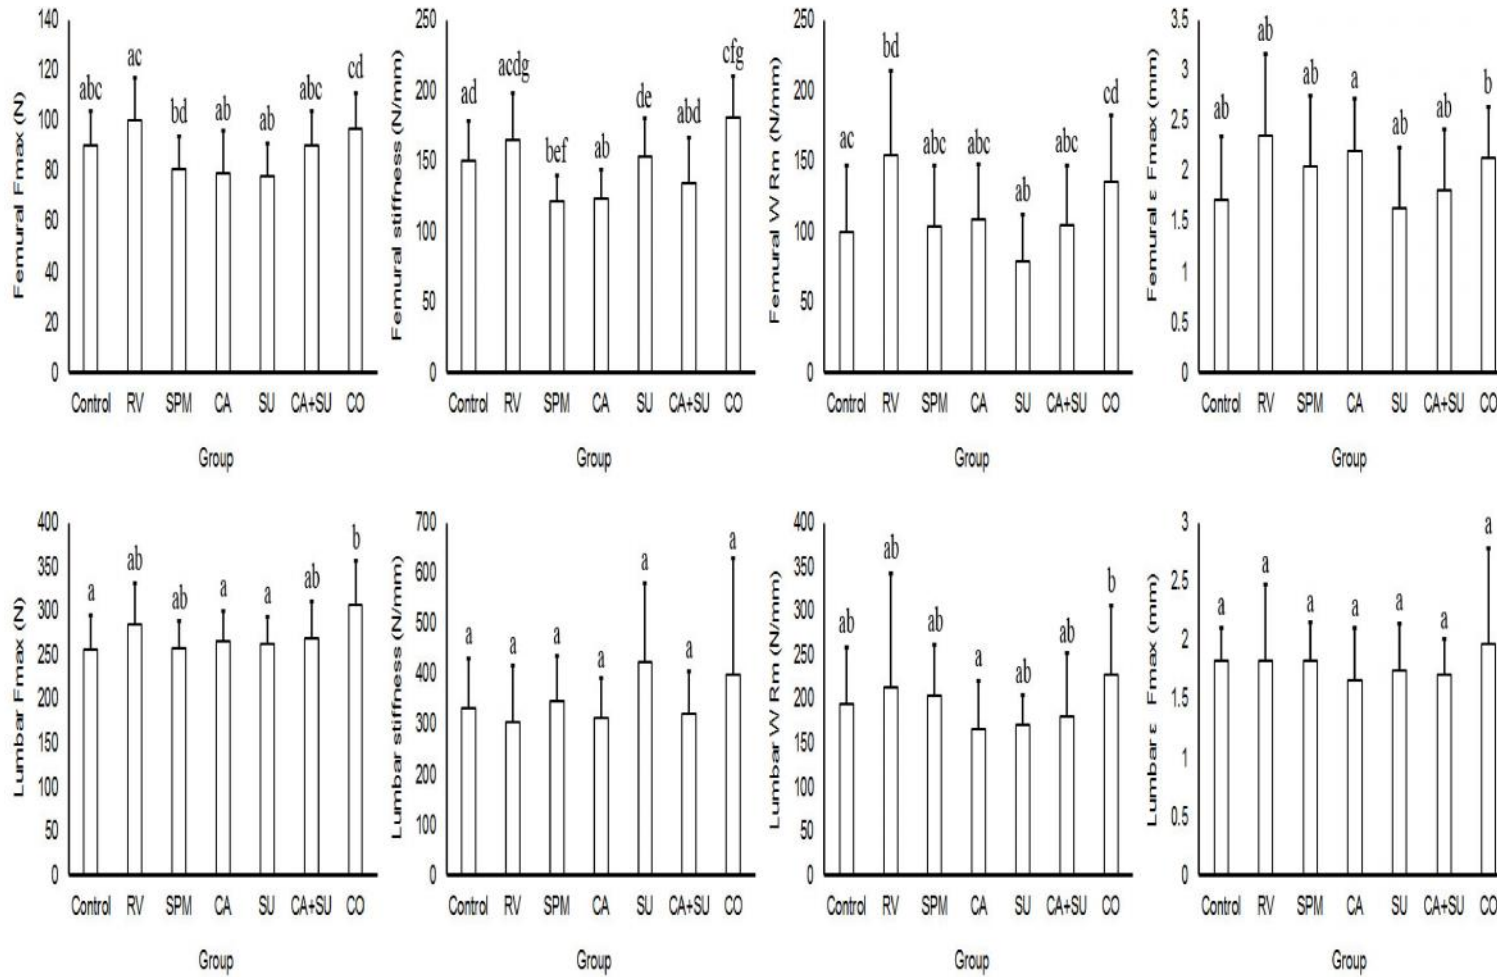 Femural Fmax (N)
140
120
100
80
60
40
20
0
abc
ac
bd
ab
ab
abc
cd
Control RV SPM CA SU CA+SU CO
Group
Femural stiffness (N/mm)
250
200
150
100
50
0
ad
acdg
bef
ab
de
abd
cfg
Control RV SPM CA SU CA+SU CO
Group
Femural W Rm (N/mm)
250
200
150
100
50
0
ac
bd
abc
abc
ab
abc
cd
Control RV SPM CA SU CA+SU CO
Group
Femural ε Fmax (mm)
3.5
3
2.5
2
1.5
1
0.5
0
ab
ab
ab
a
ab
ab
b
Control RV SPM CA SU CA+SU CO
Group
Lumbar Fmax (N)
400
350
300
250
200
150
100
50
0
a
ab
ab
a
a
ab
b
Control RV SPM CA SU CA+SU CO
Group
Lumbar stiffness (N/mm)
700
600
500
400
300
200
100
0
a
a
a
a
a
a
a
Control RV SPM CA SU CA+SU CO
Group
Lumbar W Rm (N/mm)
400
350
300
250
200
150
100
50
0
ab
ab
ab
a
ab
ab
b
Control RV SPM CA SU CA+SU CO
Group
Lumbar ε Fmax (mm)
3
2.5
2
1.5
1
0.5
0
a
a
a
a
a
a
a
Control RV SPM CA SU CA+SU CO
Group